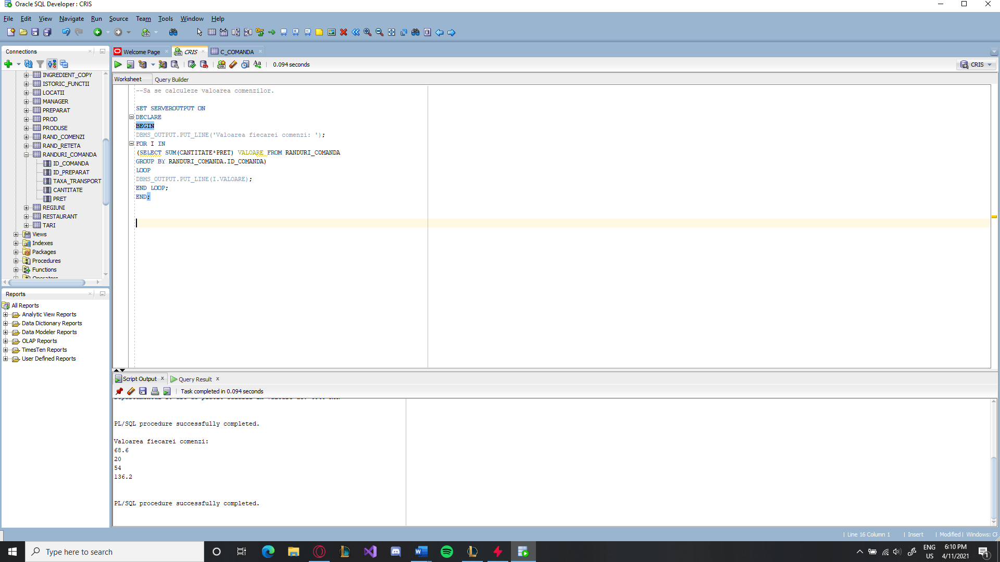 Oracle SQL Developer : CRIS
File Edit View Navigate Run Source Team Tools Window Help
Connections
INGREDIENT_COPY
ISTORIC_FUNCTII
LOCATII
MANAGER
PREPARAT
PROD
PRODUSE
RAND_COMENZI
RAND_RETETA
RANDURI_COMANDA
ID_COMANDA
ID_PREPARAT
TAXA_TRANSPORT
CANTITATE
PRET
REGIUNI
RESTAURANT
TARI
Views
Indexes
Packages
Procedures
Functions
Operators
Reports
All Reports
Analytic View Reports
Data Dictionary Reports
Data Modeler Reports
OLAP Reports
TimesTen Reports
User Defined Reports
Welcome Page CRIS C_COMANDA
0.094 seconds
CRIS
Worksheet Query Builder
--Sa se calculeze valoarea comenzilor.
SET SERVEROUTPUT ON
DECLARE
BEGIN
DBMS_OUTPUT.PUT_LINE('Valoarea fiecarei comenzi: ');
FOR I IN
(SELECT SUM(CANTITATE*PRET) VALOARE FROM RANDURI_COMANDA
GROUP BY RANDURI_COMANDA.ID_COMANDA)
LOOP
DBMS_OUTPUT.PUT_LINE(I.VALOARE);
END LOOP;
END;
Script Output Query Result
Task completed in 0.094 seconds
PL/SQL procedure successfully completed.
Valoarea fiecarei comenzi:
68.6
20
54
136.2
PL/SQL procedure successfully completed.
Line 16 Column 1 Insert Modified Windows: CF
Type here to search
ENG
US
6:10 PM
4/11/2021
1